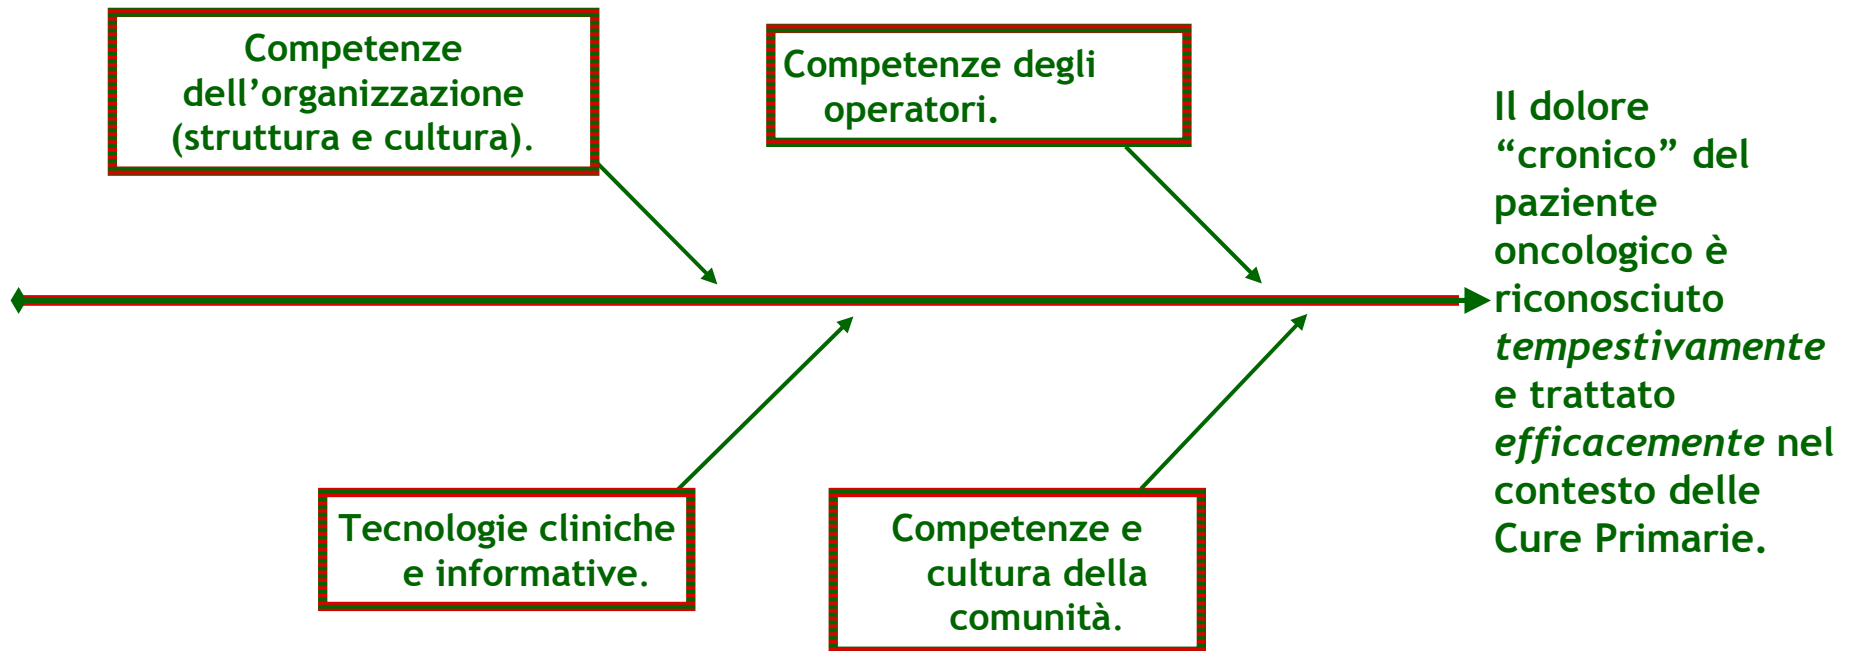 Competenze
dell’organizzazione
(struttura e cultura).
Competenze degli
operatori.
Il dolore
“cronico” del
paziente
oncologico è
riconosciuto
tempestivamente
e trattato
efficacemente nel
contesto delle
Cure Primarie.
Tecnologie cliniche
e informative.
Competenze e
cultura della
comunità.